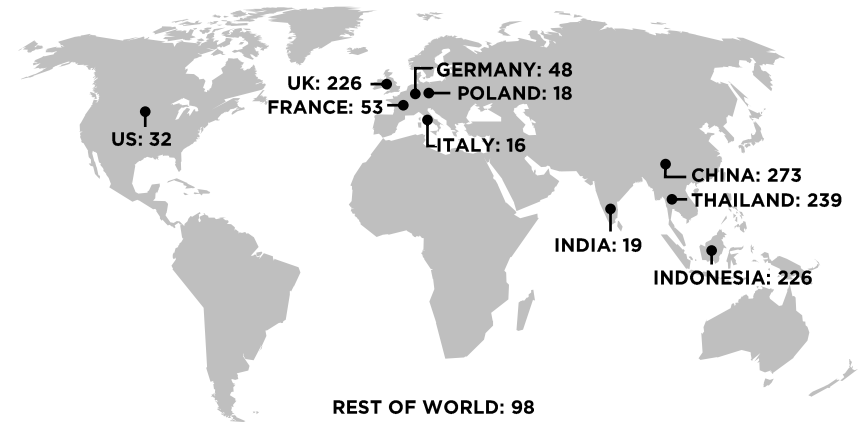 GERMANY: 48
UK: 226
POLAND: 18
FRANCE: 53
US: 32
ITALY: 16
CHINA: 273
THAILAND: 239
INDIA: 19
INDONESIA: 226
REST OF WORLD: 98